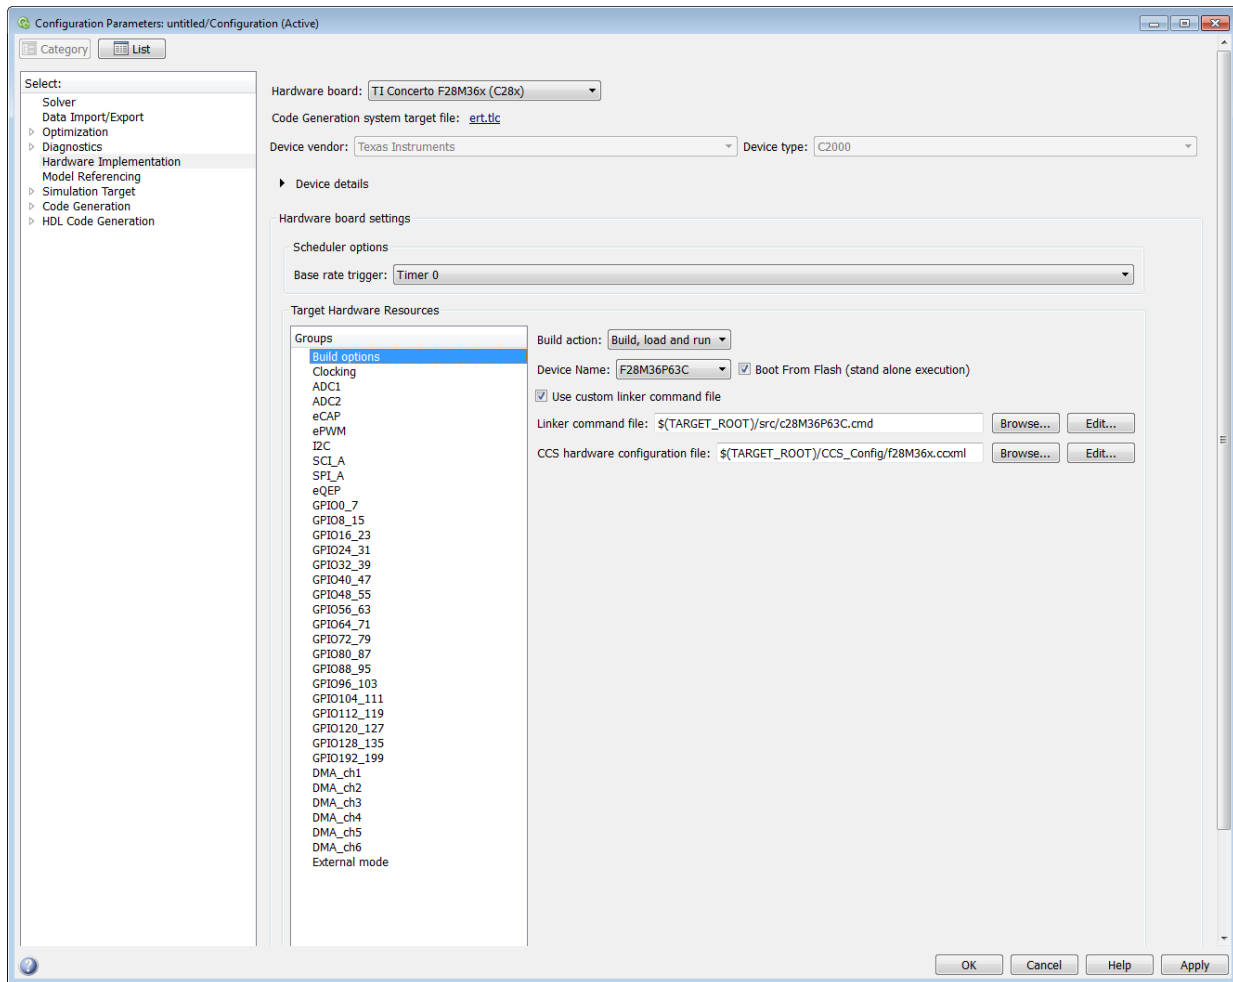 Configuration Parameters: untitled/Configuration (Active)
Category
List
Select:
Solver
Data Import/Export
Optimization
Diagnostics
Hardware Implementation
Model Referencing
Simulation Target
Code Generation
HDL Code Generation
Hardware board: TI Concerto F28M36x (C28x)
Code Generation system target file: ert.tlc
Device vendor: Texas Instruments Device type: C2000
Device details
Hardware board settings
Scheduler options
Base rate trigger: Timer 0
Target Hardware Resources
Groups
Build options
Clocking
ADC1
ADC2
eCAP
ePWM
I2C
SCI_A
SPI_A
eQEP
GPIO0_7
GPIO8_15
GPIO16_23
GPIO24_31
GPIO32_39
GPIO40_47
GPIO48_55
GPIO56_63
GPIO64_71
GPIO72_79
GPIO80_87
GPIO88_95
GPIO96_103
GPIO104_111
GPIO112_119
GPIO120_127
GPIO128_135
GPIO192_199
DMA_ch1
DMA_ch2
DMA_ch3
DMA_ch4
DMA_ch5
DMA_ch6
External mode
Build action: Build, load and run
Device Name: F28M36P63C Boot From Flash (stand alone execution)
Use custom linker command file
Linker command file: $(TARGET_ROOT)/src/c28M36P63C.cmd Browse... Edit...
CCS hardware configuration file: $(TARGET_ROOT)/CCS_Config/f28M36x.ccxml Browse... Edit...
OK Cancel Help Apply